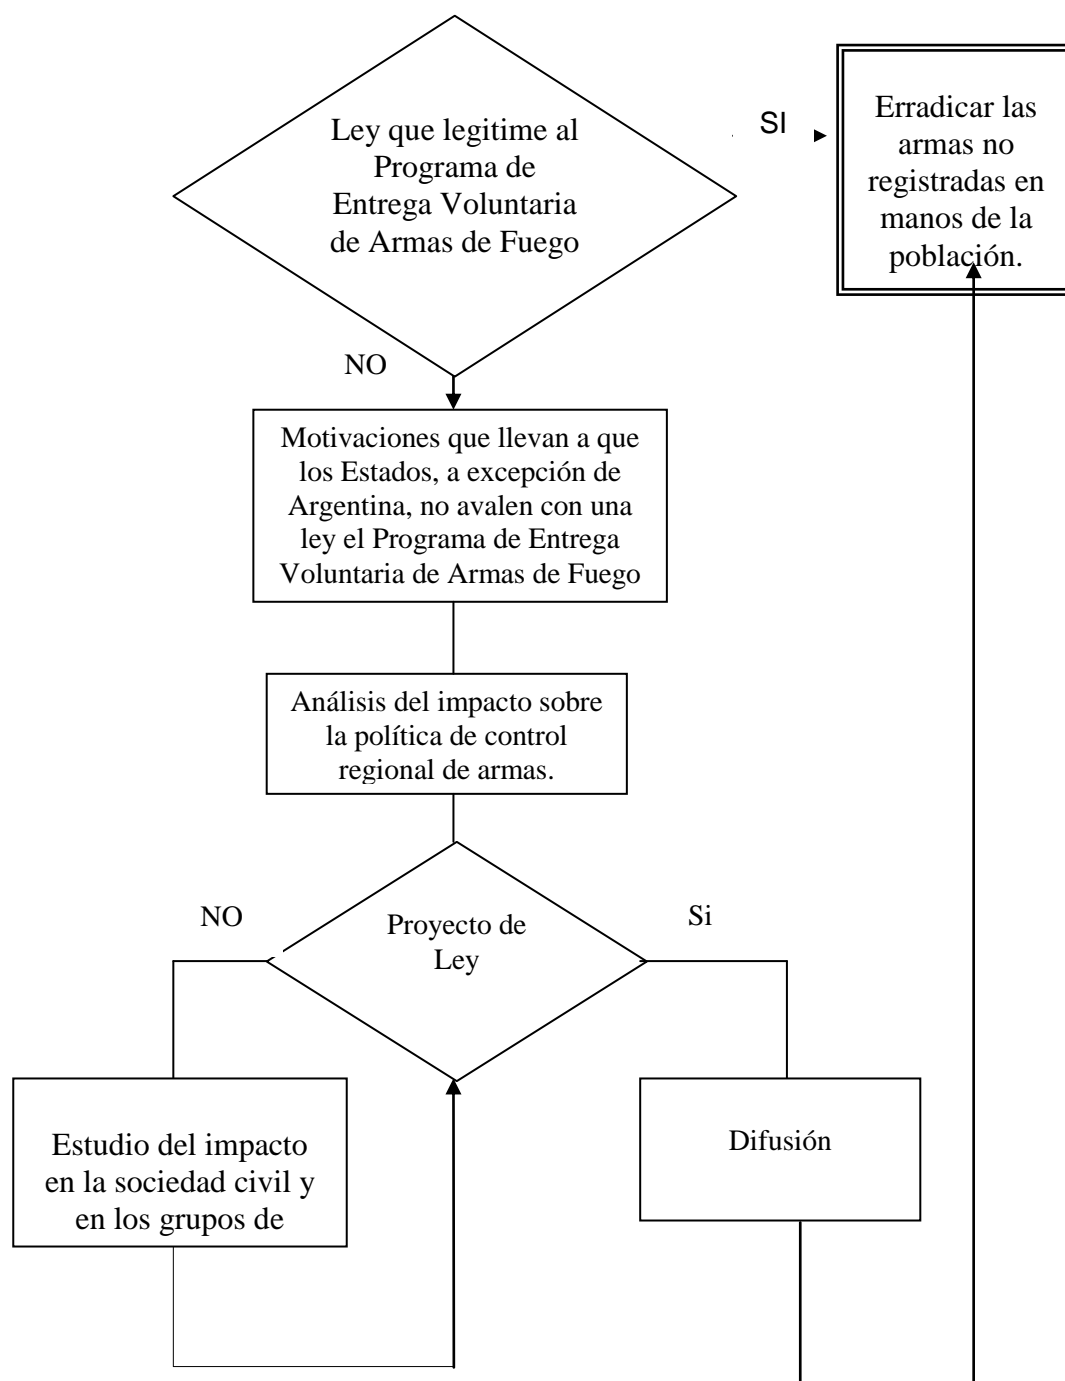 Ley que legitime al
Programa de
Entrega Voluntaria
de Armas de Fuego
SI
Erradicar las
armas no
registradas en
manos de la
población.
NO
Motivaciones que llevan a que
los Estados, a excepción de
Argentina, no avalen con una
ley el Programa de Entrega
Voluntaria de Armas de Fuego
Análisis del impacto sobre
la política de control
regional de armas.
NO
Proyecto de
Ley
Si
Estudio del impacto
en la sociedad civil y
en los grupos de
Difusión